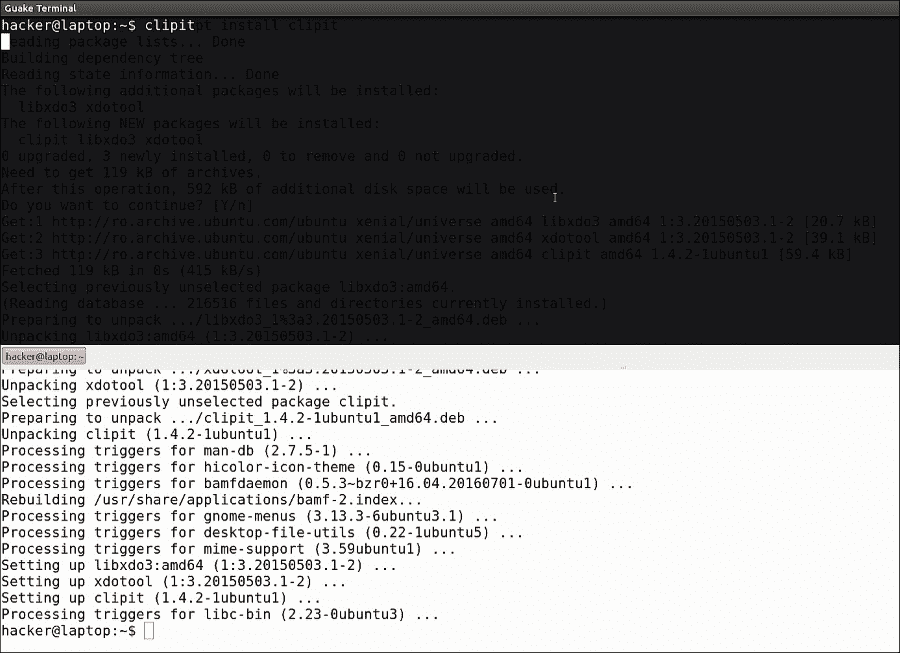 Guake Terminal
hacker@laptop:~$ clipit
pt install clipit
eading package lists... Done
Building dependency tree
Reading state information... Done
The following additional packages will be installed:
libxdo3 xdotool
The following NEW packages will be installed:
clipit libxdo3 xdotool
0 upgraded, 3 newly installed, 0 to remove and 0 not upgraded.
Need to get 119 kB of archives.
After this operation, 592 kB of additional disk space will be used.
Do you want to continue? [Y/n]
Get:1 http://ro.archive.ubuntu.com/ubuntu xenial/universe amd64 libxdo3 amd64 1:3.20150503.1-2 [20.7 kB]
Get:2 http://ro.archive.ubuntu.com/ubuntu xenial/universe amd64 xdotool amd64 1:3.20150503.1-2 [39.1 kB]
Get:3 http://ro.archive.ubuntu.com/ubuntu xenial/universe amd64 clipit amd64 1.4.2-1ubuntu1 [59.4 kB]
Fetched 119 kB in 0s (415 kB/s)
Selecting previously unselected package libxdo3:amd64.
(Reading database ... 216516 files and directories currently installed.)
Preparing to unpack .../libxdo3_1%3a3.20150503.1-2_amd64.deb ...
Unpacking libxdo3:amd64 (1:3.20150503.1-2) ...
hacker@laptop:~
Preparing to unpack .../xdotool_1%3a3.20150503.1-2_amd64.deb ...
Unpacking xdotool (1:3.20150503.1-2) ...
Selecting previously unselected package clipit.
Preparing to unpack .../clipit_1.4.2-1ubuntu1_amd64.deb ...
Unpacking clipit (1.4.2-1ubuntu1) ...
Processing triggers for man-db (2.7.5-1) ...
Processing triggers for hicolor-icon-theme (0.15-0ubuntu1) ...
Processing triggers for bamfdaemon (0.5.3~bzr0+16.04.20160701-0ubuntu1) ...
Rebuilding /usr/share/applications/bamf-2.index...
Processing triggers for gnome-menus (3.13.3-6ubuntu3.1) ...
Processing triggers for desktop-file-utils (0.22-1ubuntu5) ...
Processing triggers for mime-support (3.59ubuntu1) ...
Setting up libxdo3:amd64 (1:3.20150503.1-2) ...
Setting up xdotool (1:3.20150503.1-2) ...
Setting up clipit (1.4.2-1ubuntu1) ...
Processing triggers for libc-bin (2.23-0ubuntu3) ...
hacker@laptop:~$